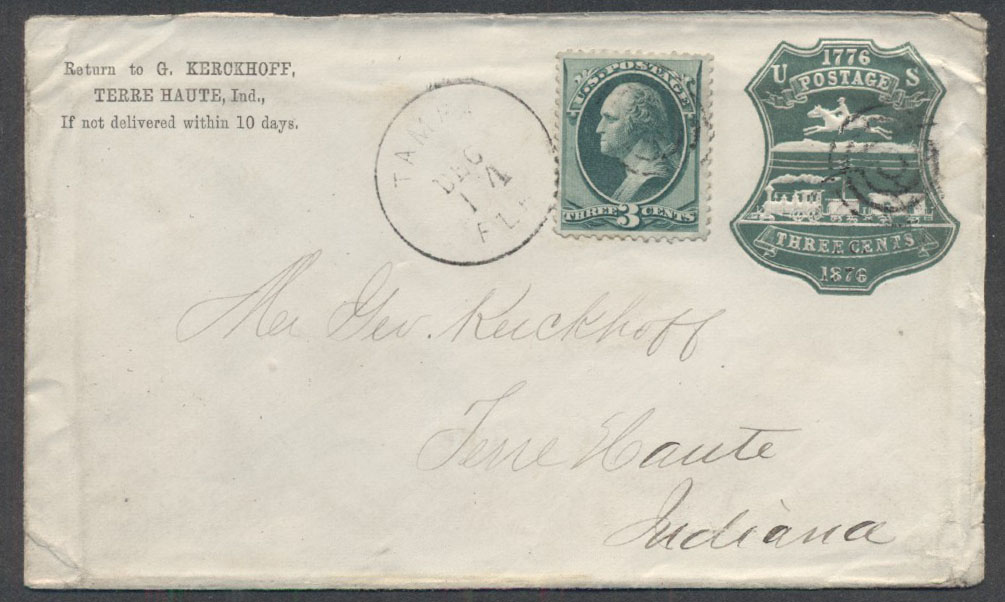 Return to G. KERCKHOFF,
TERRE HAUTE, Ind.,
If not delivered within 10 days.
TAMPA
DEC
14
FLA
U.S. POSTAGE
THREE 3 CENTS
1776
U S
POSTAGE
THREE CENTS
1876
Mr Geo. Kerckhoff
Terre Haute
Indiana